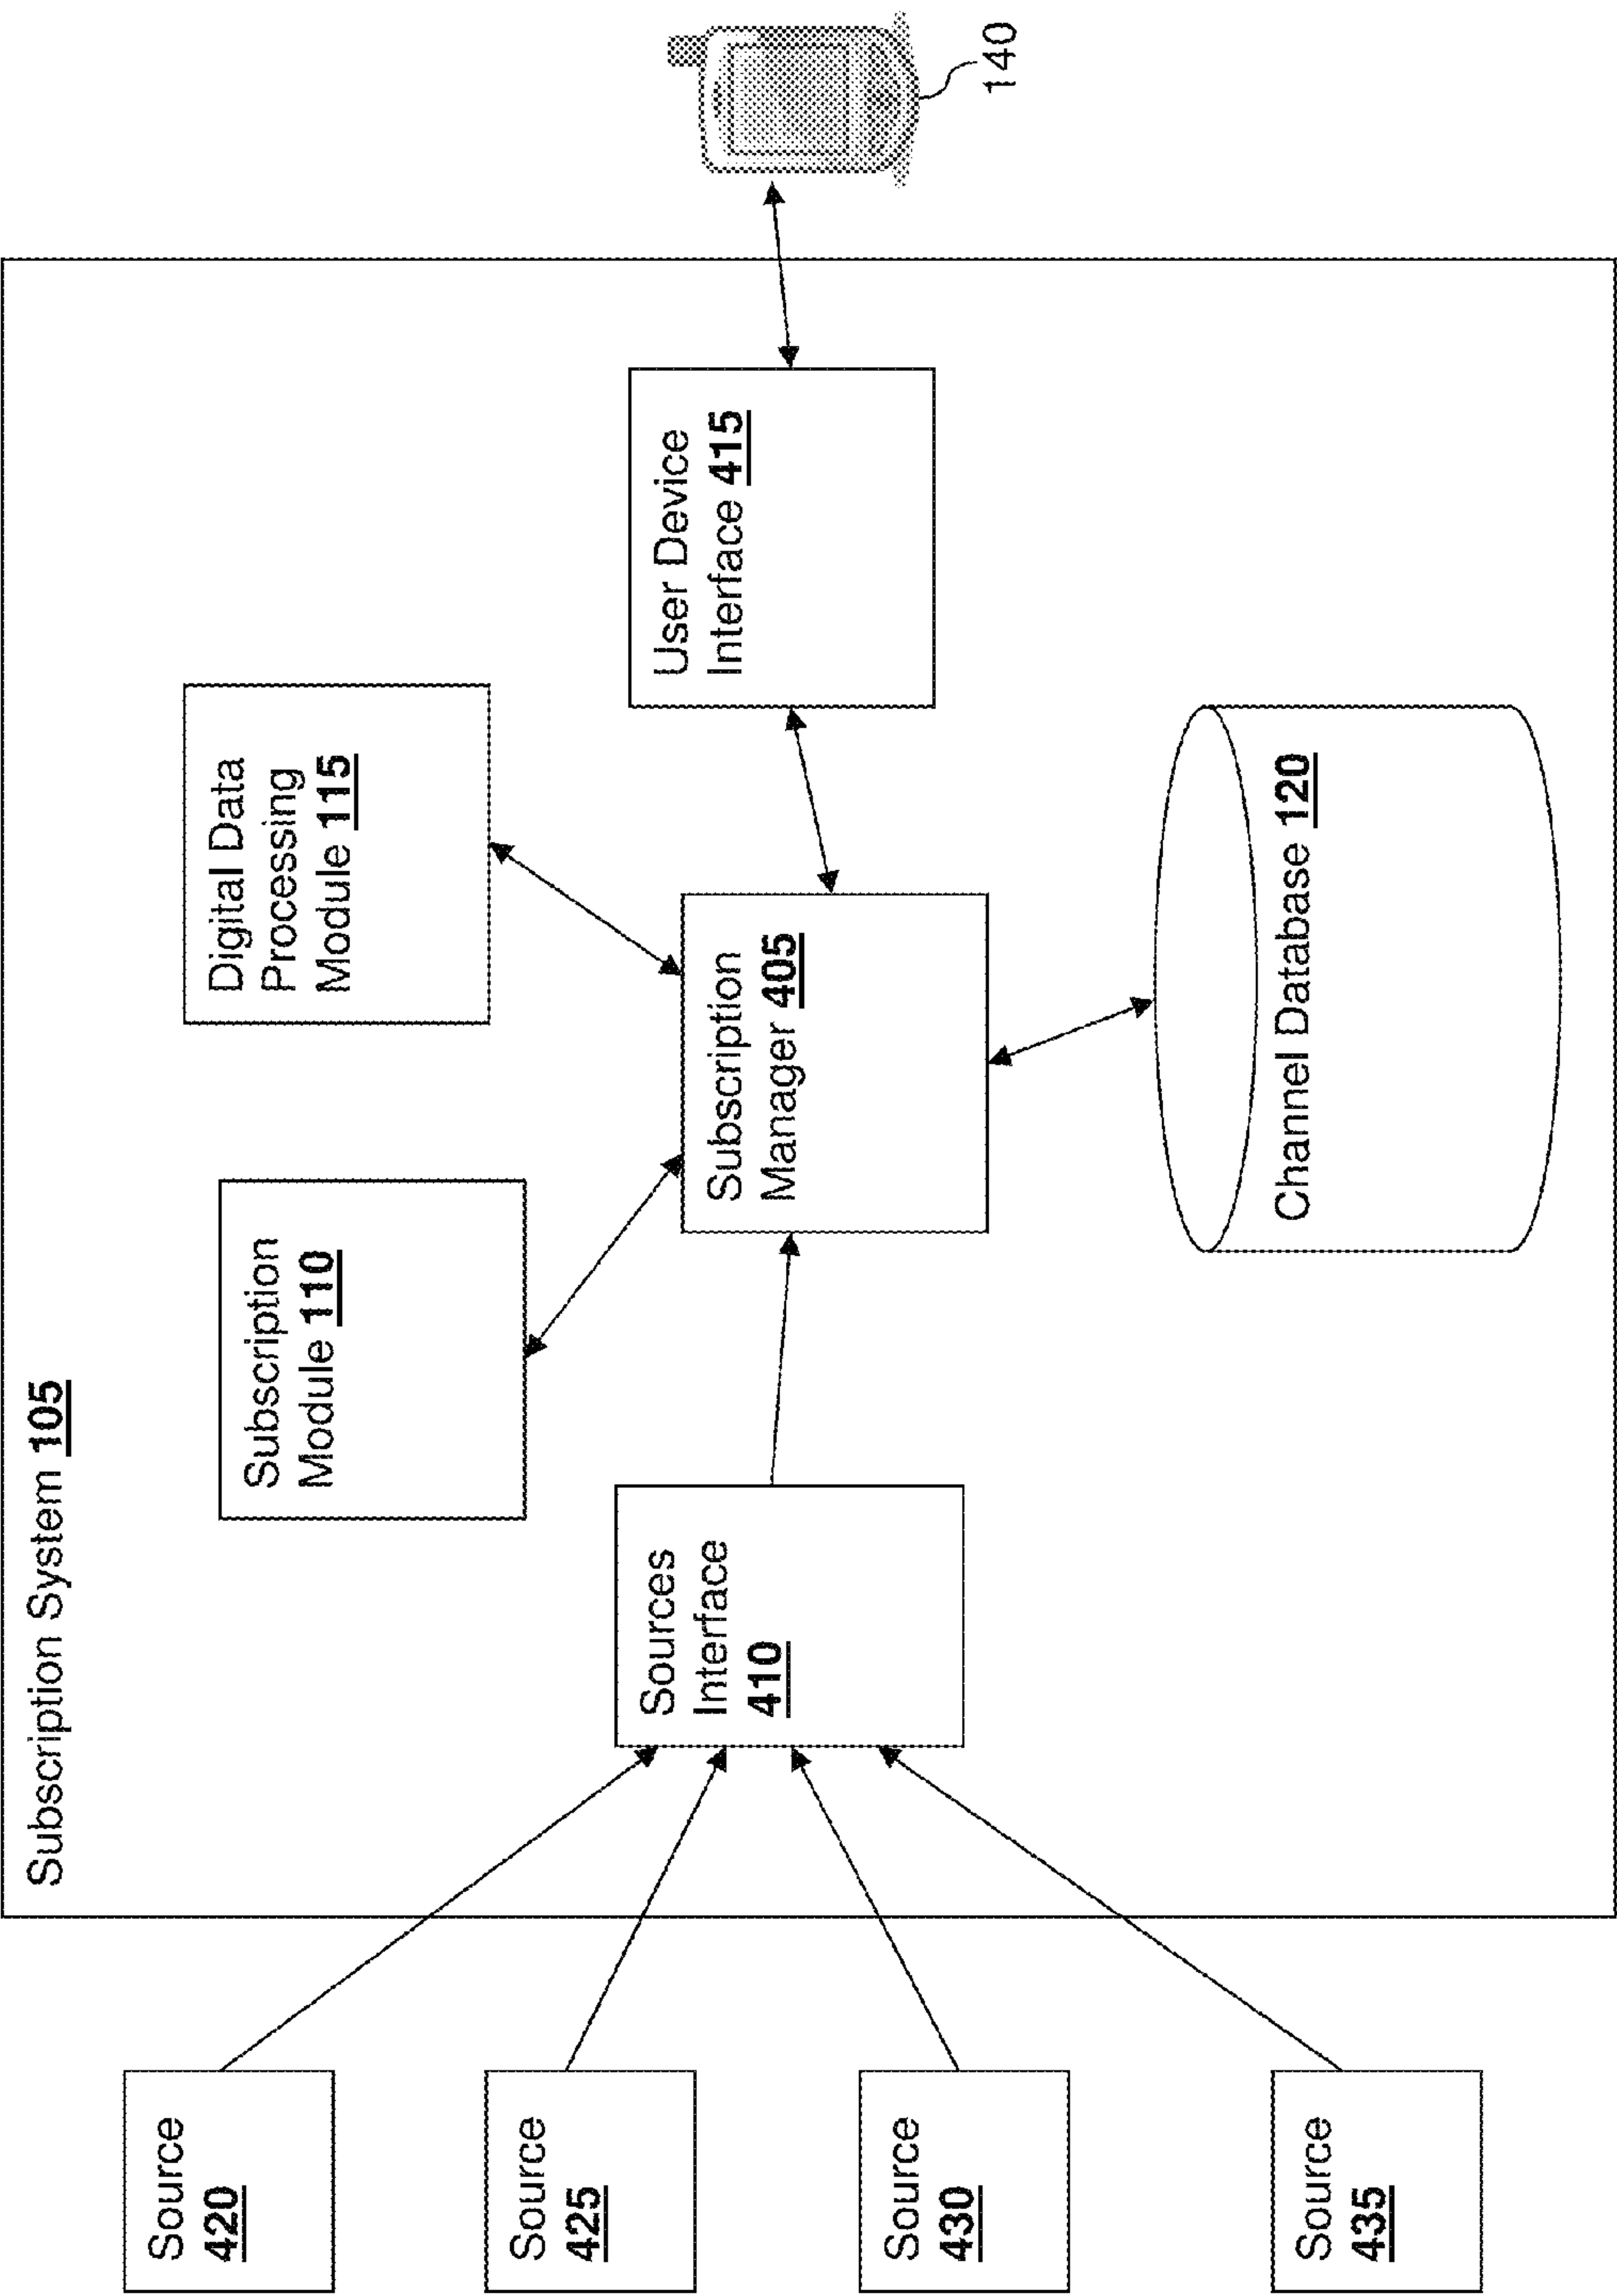 Subscription System 105
Source
420
Source
425
Source
430
Source
435
Sources
Interface
410
Subscription
Module 110
Digital Data
Processing
Module 115
Subscription
Manager 405
User Device
Interface 415
Channel Database 120
140